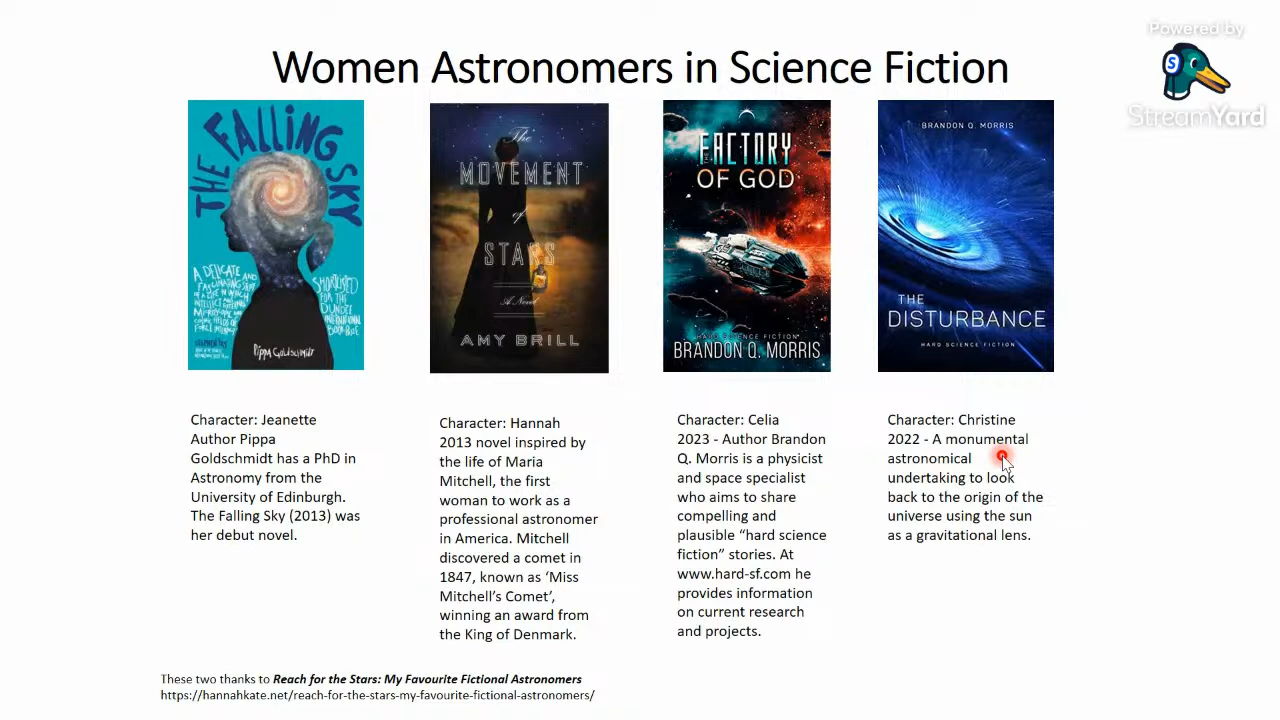 Women Astronomers in Science Fiction
Powered by
S
StreamYard
THE FALLING SKY
A DELICATE AND
SHORTLISTED
FOR THE
DUNDEE
INTERNATIONAL
BOOK PRIZE
Pippa Goldschmidt
The
MOVEMENT
of
STARS
A Novel
AMY BRILL
THE
FACTORY
OF GOD
HARD SCIENCE FICTION
BRANDON Q. MORRIS
BRANDON Q. MORRIS
THE
DISTURBANCE
HARD SCIENCE FICTION
Character: Jeanette
Author Pippa
Goldschmidt has a PhD in
Astronomy from the
University of Edinburgh.
The Falling Sky (2013) was
her debut novel.
Character: Hannah
2013 novel inspired by
the life of Maria
Mitchell, the first
woman to work as a
professional astronomer
in America. Mitchell
discovered a comet in
1847, known as ‘Miss
Mitchell’s Comet’,
winning an award from
the King of Denmark.
Character: Celia
2023 - Author Brandon
Q. Morris is a physicist
and space specialist
who aims to share
compelling and
plausible “hard science
fiction” stories. At
www.hard-sf.com he
provides information
on current research
and projects.
Character: Christine
2022 - A monumental
astronomical
undertaking to look
back to the origin of the
universe using the sun
as a gravitational lens.
These two thanks to Reach for the Stars: My Favourite Fictional Astronomers
https://hannahkate.net/reach-for-the-stars-my-favourite-fictional-astronomers/